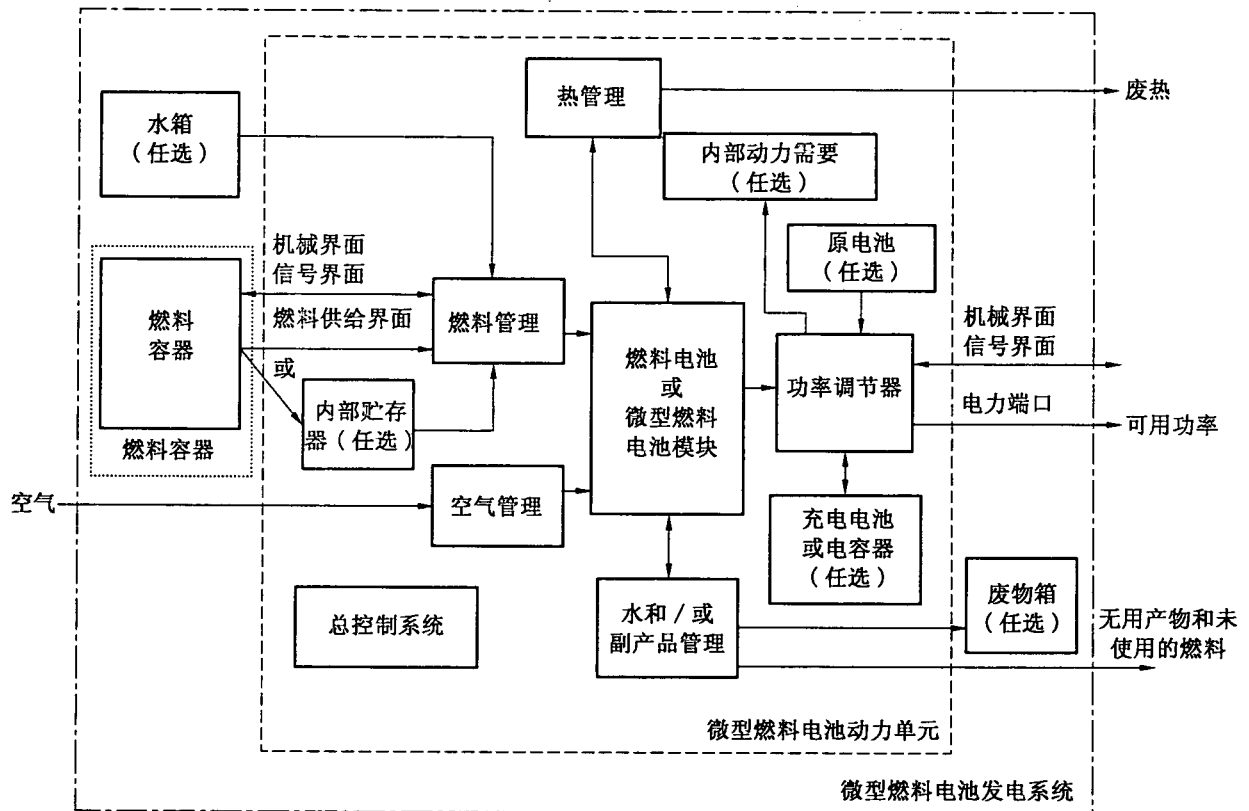 热管理
废热
水箱
（任选）
内部动力需要
（任选）
原电池
（任选）
机械界面
信号界面
燃料供给界面
或
燃料
容器
燃料容器
燃料管理
内部贮存
器（任选）
燃料电池
或
微型燃料
电池模块
功率调节器
机械界面
信号界面
电力端口
可用功率
空气
空气管理
充电电池
或电容器
（任选）
总控制系统
水和／或
副产品管理
废物箱
（任选）
无用产物和未
使用的燃料
微型燃料电池动力单元
微型燃料电池发电系统